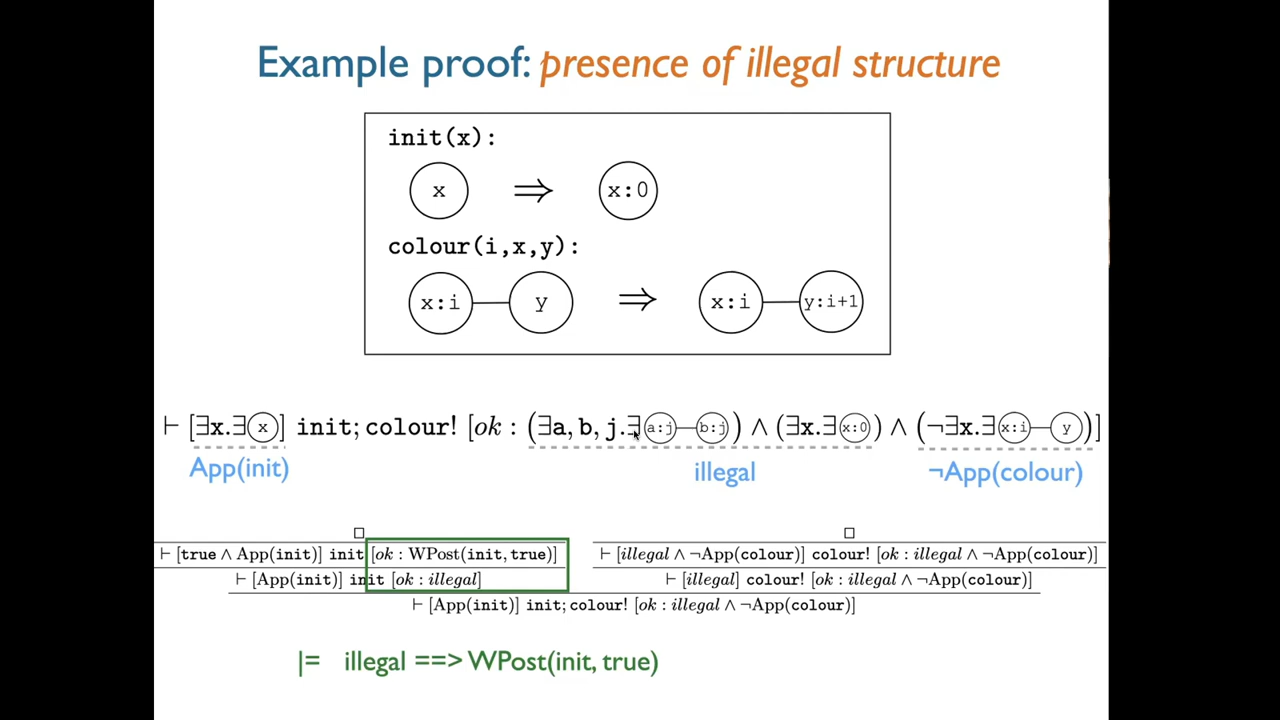 Example proof: presence of illegal structure
init(x):
x ⇒ x:0
colour(i,x,y):
x:i y ⇒ x:i y:i+1
⊢ [∃x.∃ x ] init; colour! [ok : (∃a, b, j.∃ a:j b:j ) ∧ (∃x.∃ x:0 ) ∧ (¬∃x.∃ x:i y )]
App(init) illegal ¬App(colour)
□ □
⊢ [true ∧ App(init)] init [ok : WPost(init, true)] ⊢ [illegal ∧ ¬App(colour)] colour! [ok : illegal ∧ ¬App(colour)]
⊢ [App(init)] init [ok : illegal] ⊢ [illegal] colour! [ok : illegal ∧ ¬App(colour)]
⊢ [App(init)] init; colour! [ok : illegal ∧ ¬App(colour)]
|= illegal ==> WPost(init, true)